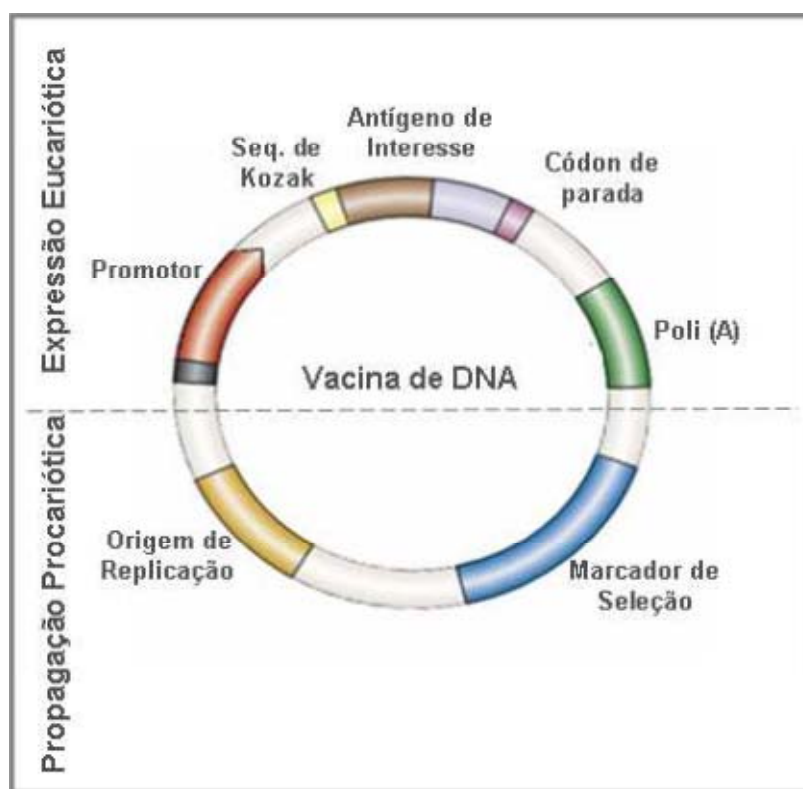 Expressão Eucariótica
Antígeno de
Interesse
Seq. de
Kozak
Códon de
parada
Promotor
Poli (A)
Vacina de DNA
Propagação Procariótica
Origem de
Replicação
Marcador de
Seleção